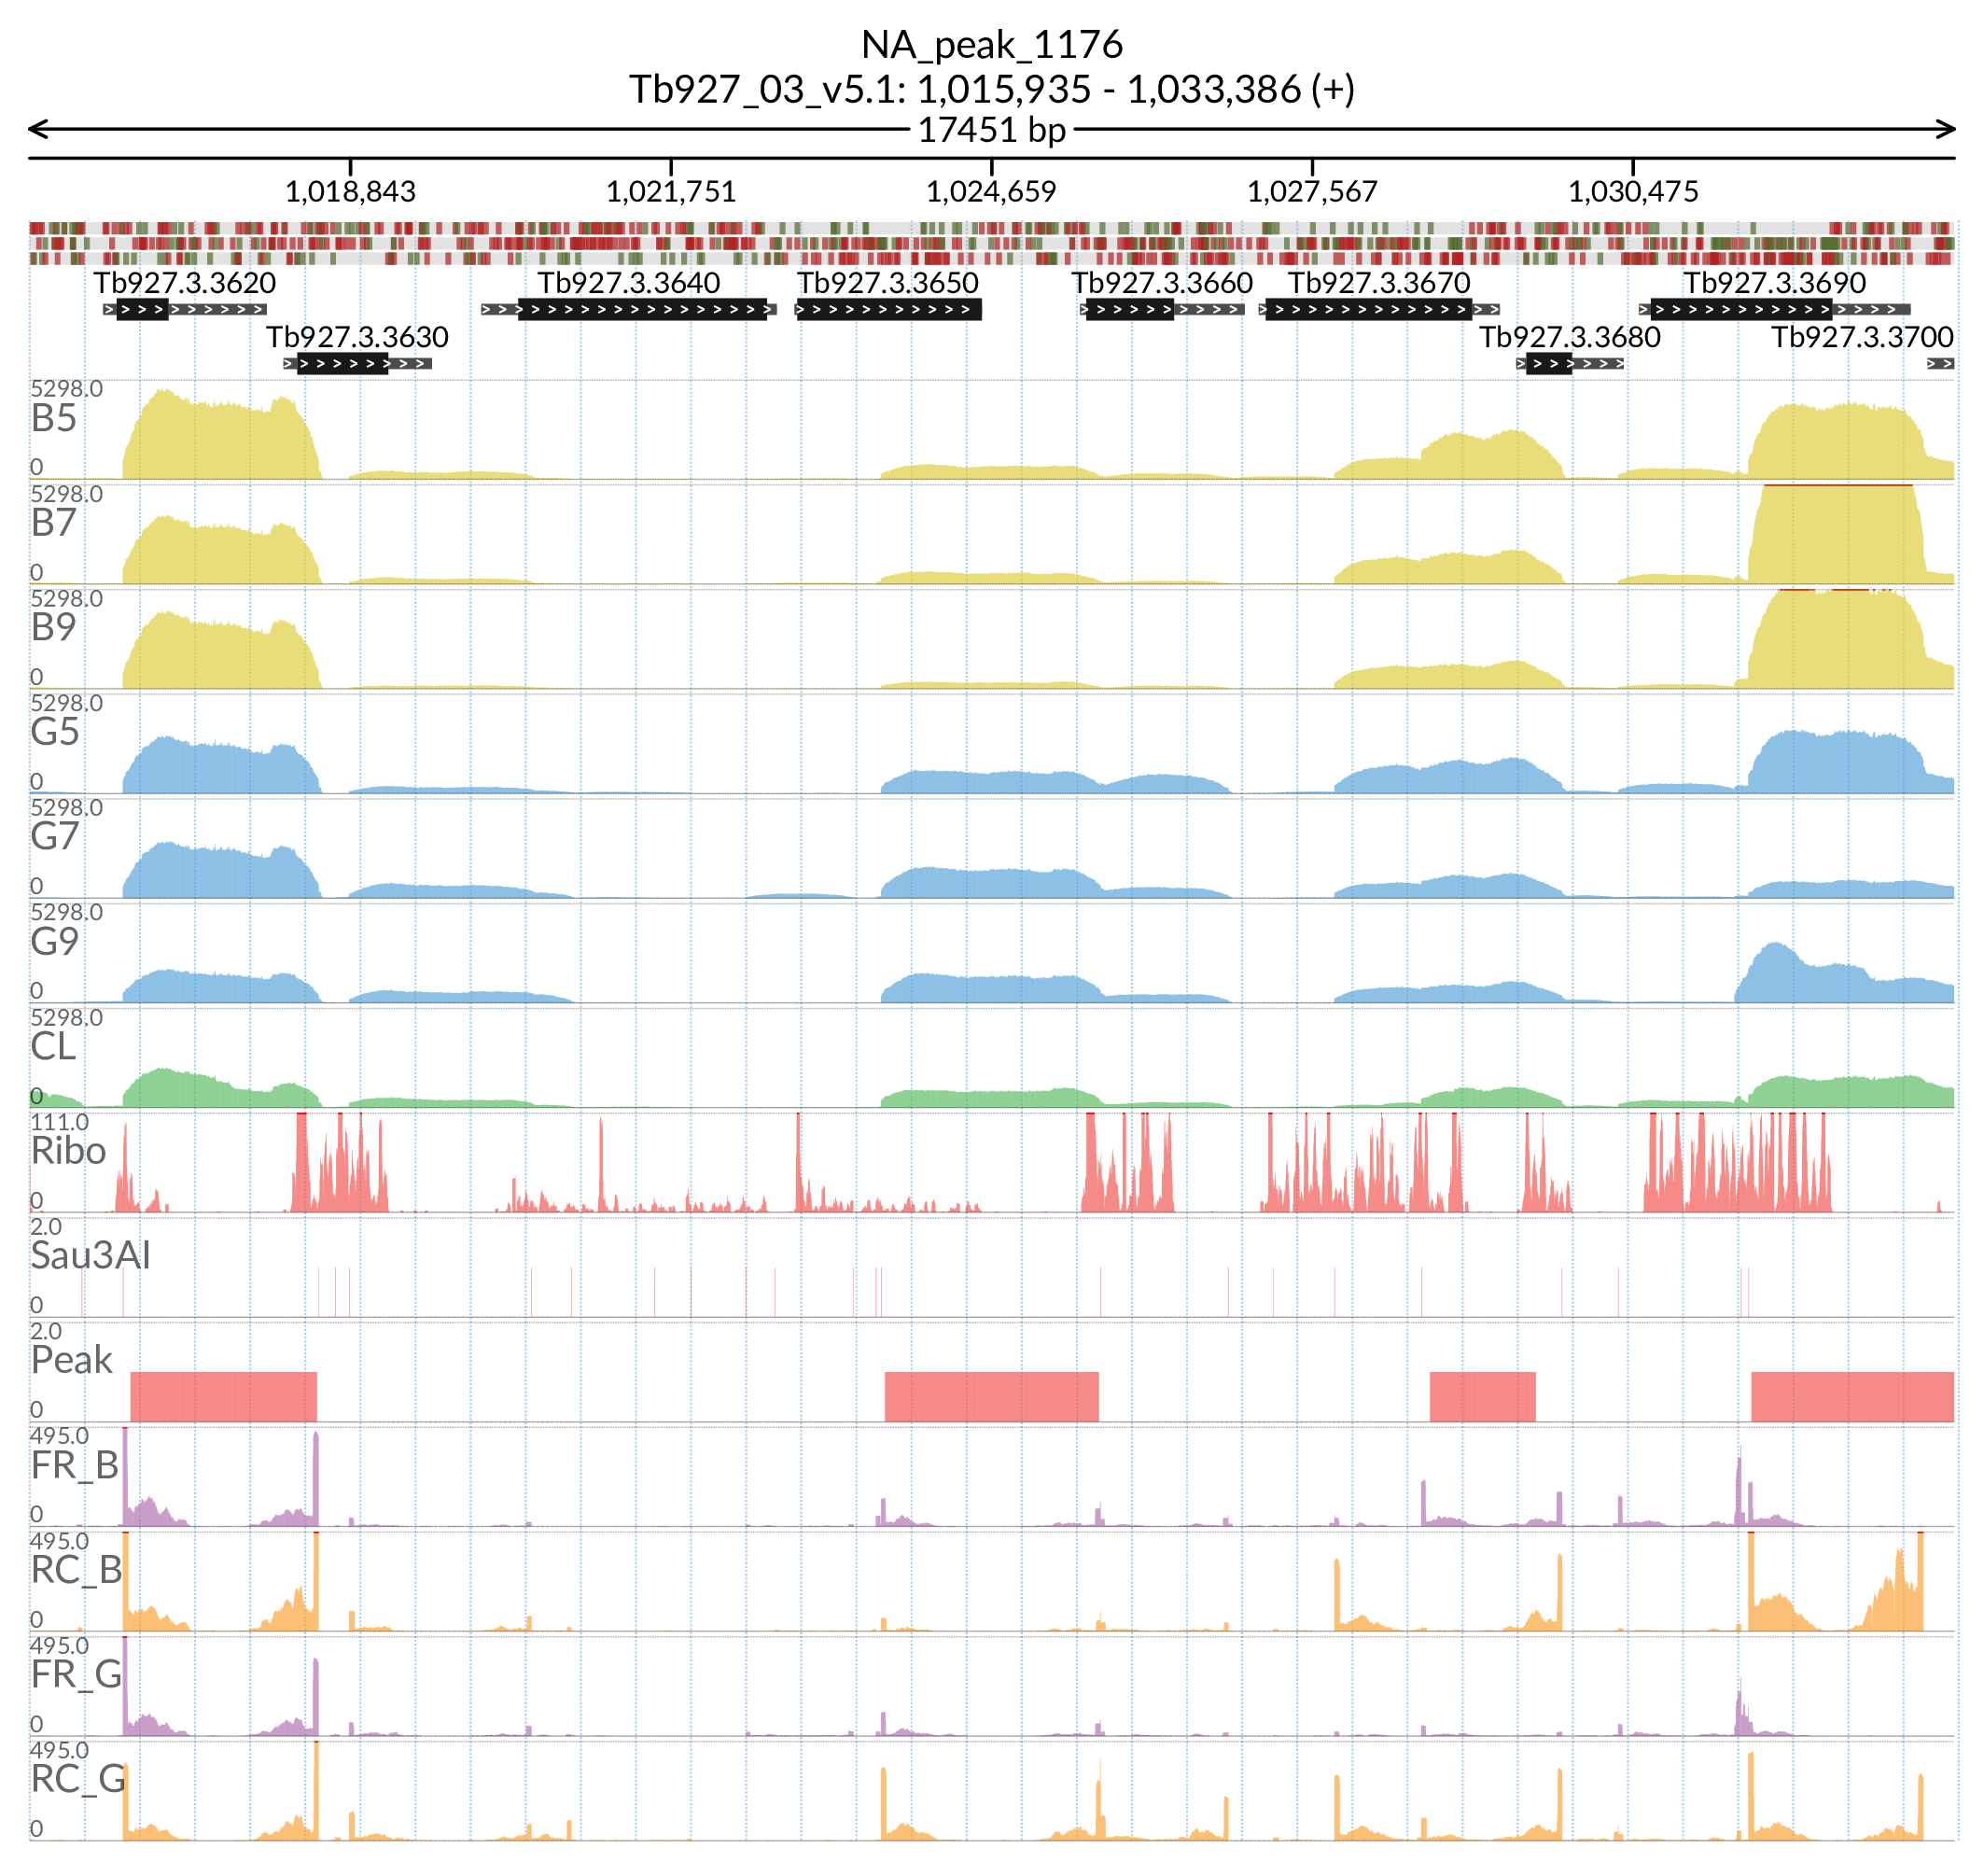 NA_peak_1176
Tb927_03_v5.1: 1,015,935 - 1,033,386 (+)
17451 bp
1,018,843 1,021,751 1,024,659 1,027,567 1,030,475
Tb927.3.3620 Tb927.3.3640 Tb927.3.3650 Tb927.3.3660 Tb927.3.3670 Tb927.3.3690
Tb927.3.3630 Tb927.3.3680 Tb927.3.3700
5298.0
B5
0
5298.0
B7
0
5298.0
B9
0
5298.0
G5
0
5298.0
G7
0
5298.0
G9
0
5298.0
CL
0
111.0
Ribo
0
2.0
Sau3AI
0
2.0
Peak
0
495.0
FR_B
0
495.0
RC_B
0
495.0
FR_G
0
495.0
RC_G
0